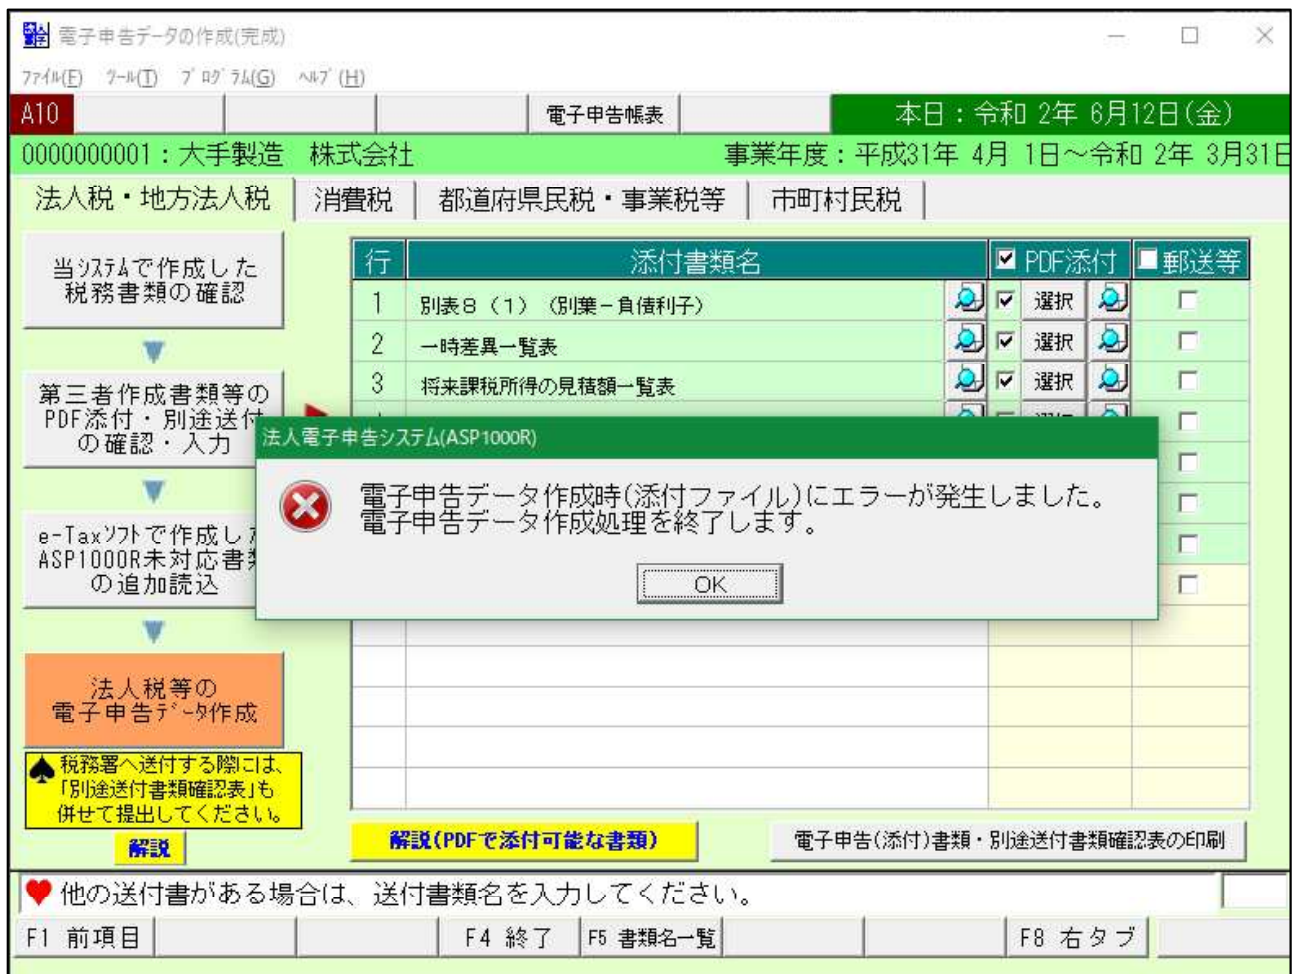 電子申告データの作成(完成)
ファイル(F) ツール(T) プログラム(G) ヘルプ(H)
A10 電子申告帳表 本日：令和 2年 6月12日(金)
0000000001：大手製造 株式会社 事業年度：平成31年 4月 1日～令和 2年 3月31日
法人税・地方法人税 消費税 都道府県民税・事業税等 市町村民税
当システムで作成した
税務書類の確認
第三者作成書類等の
PDF添付・別途送付
の確認・入力
e-Taxソフトで作成し
ASP1000R未対応書
の追加読込
法人税等の
電子申告データ作成
♠税務署へ送付する際には、
「別途送付書類確認表」も
併せて提出してください。
解説
行 添付書類名 PDF添付 郵送等
1 別表８（１）（別葉－負債利子） 選択
2 一時差異一覧表 選択
3 将来課税所得の見積額一覧表 選択
法人電子申告システム(ASP1000R)
電子申告データ作成時(添付ファイル)にエラーが発生しました。
電子申告データ作成処理を終了します。
OK
解説(PDFで添付可能な書類) 電子申告(添付)書類・別途送付書類確認表の印刷
♥他の送付書がある場合は、送付書類名を入力してください。
F1 前項目 F4 終了 F5 書類名一覧 F8 右タブ